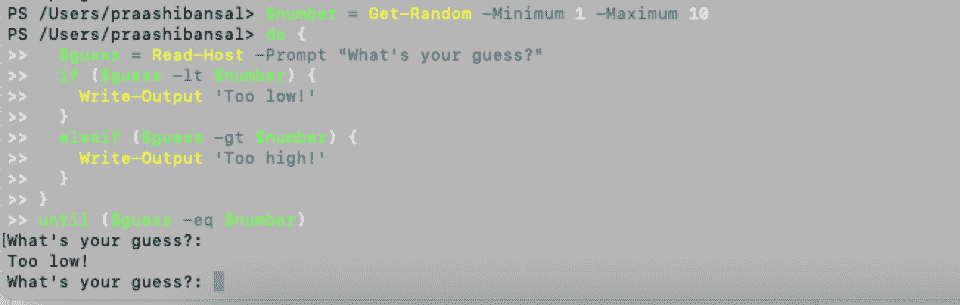 PS /Users/praashibansal> $number = Get-Random -Minimum 1 -Maximum 10
PS /Users/praashibansal> do {
>>   $guess = Read-Host -Prompt "What's your guess?"
>>   if ($guess -lt $number) {
>>     Write-Output 'Too low!'
>>   }
>>   elseif ($guess -gt $number) {
>>     Write-Output 'Too high!'
>>   }
>> }
>> until ($guess -eq $number)
[What's your guess?:
Too low!
What's your guess?: